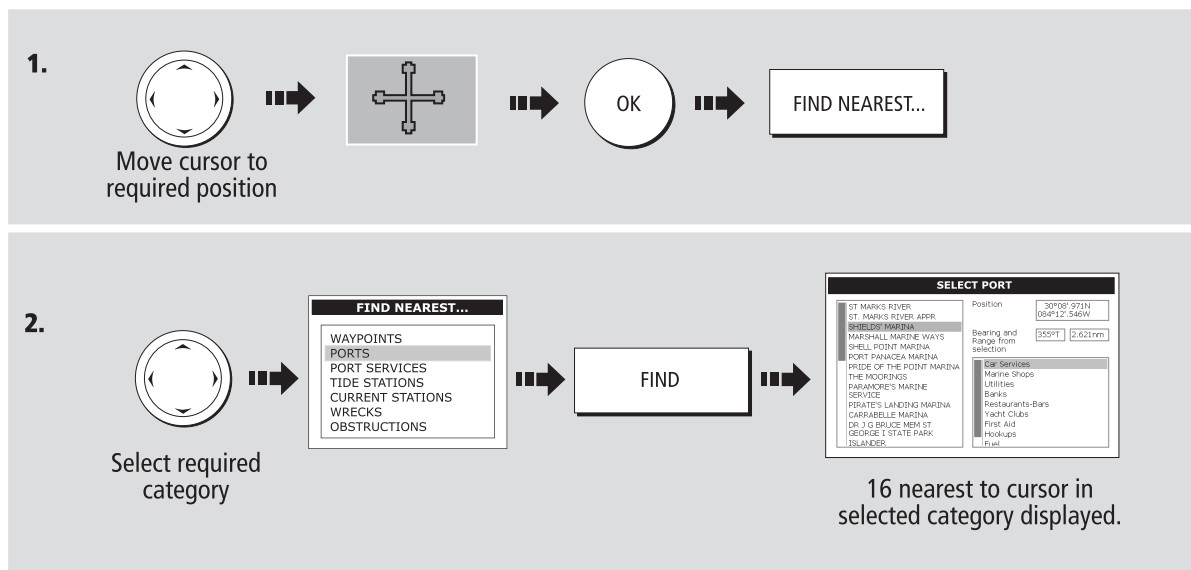 1.
OK
FIND NEAREST...
Move cursor to
required position
2.
Select required
category
FIND NEAREST...
WAYPOINTS
PORTS
PORT SERVICES
TIDE STATIONS
CURRENT STATIONS
WRECKS
OBSTRUCTIONS
FIND
SELECT PORT
ST MARKS RIVER
ST. MARKS RIVER APPR
SHIELDS' MARINA
MARSHALL MARINE WAYS
SHELL POINT MARINA
PORT PANACEA MARINA
PRIDE OF THE POINT MARINA
THE MOORINGS
PARAMORE'S MARINE
SERVICE
PIRATE'S LANDING MARINA
CARRABELLE MARINA
DR J G BRUCE MEM ST
GEORGE I STATE PARK
ISLANDER
Position
30°08'.971N
084°12'.546W
Bearing and
Range from
selection
355°T
2.621nm
Car Services
Marine Shops
Utilities
Banks
Restaurants-Bars
Yacht Clubs
First Aid
Hookups
Fuel
16 nearest to cursor in
selected category displayed.